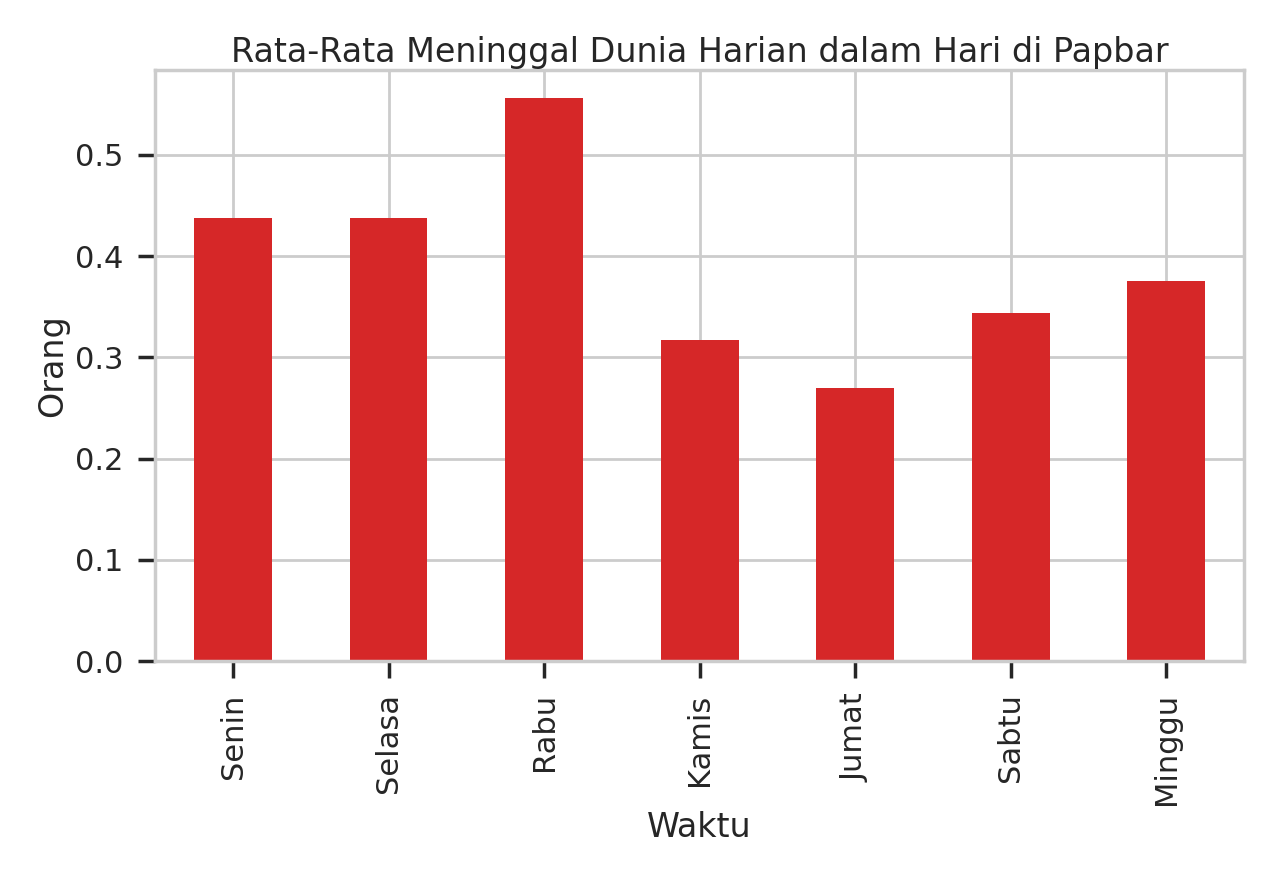 Rata-Rata Meninggal Dunia Harian dalam Hari di Papbar
Orang
0.5
0.4
0.3
0.2
0.1
0.0
Senin
Selasa
Rabu
Kamis
Jumat
Sabtu
Minggu
Waktu